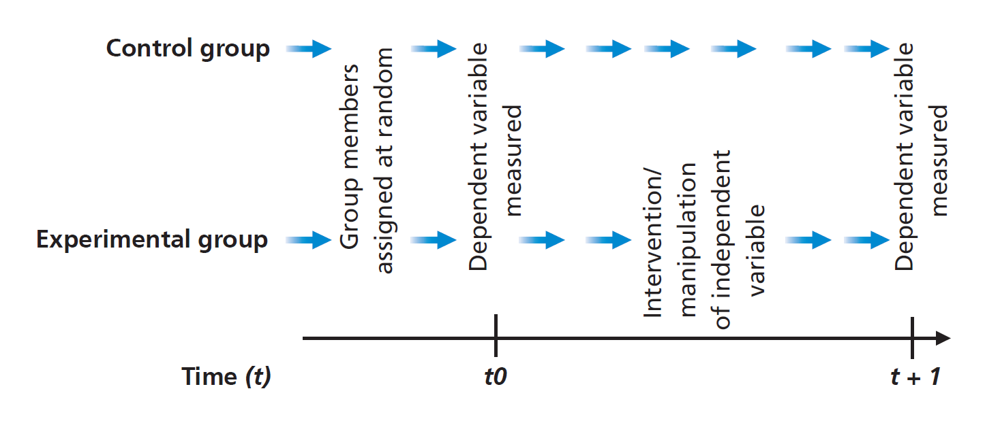 Control group
Group members
assigned at random
Dependent variable
measured
Dependent variable
measured
Experimental group
Intervention/
manipulation
of independent
variable
Time (t)
t0
t + 1